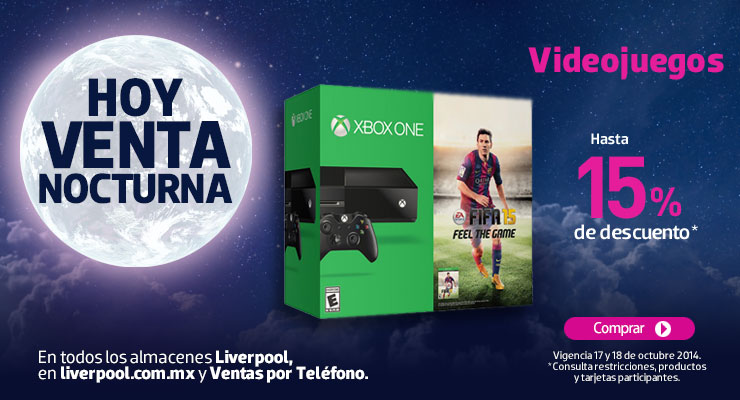 HOY
VENTA
NOCTURNA
XBOX ONE
XBOX ONE
EA SPORTS
FIFA 15
FEEL THE GAME
E
Videojuegos
Hasta
15%
de descuento*
Comprar
En todos los almacenes Liverpool,
en liverpool.com.mx y Ventas por Teléfono.
Vigencia 17 y 18 de octubre 2014.
*Consulta restricciones, productos
y tarjetas participantes.